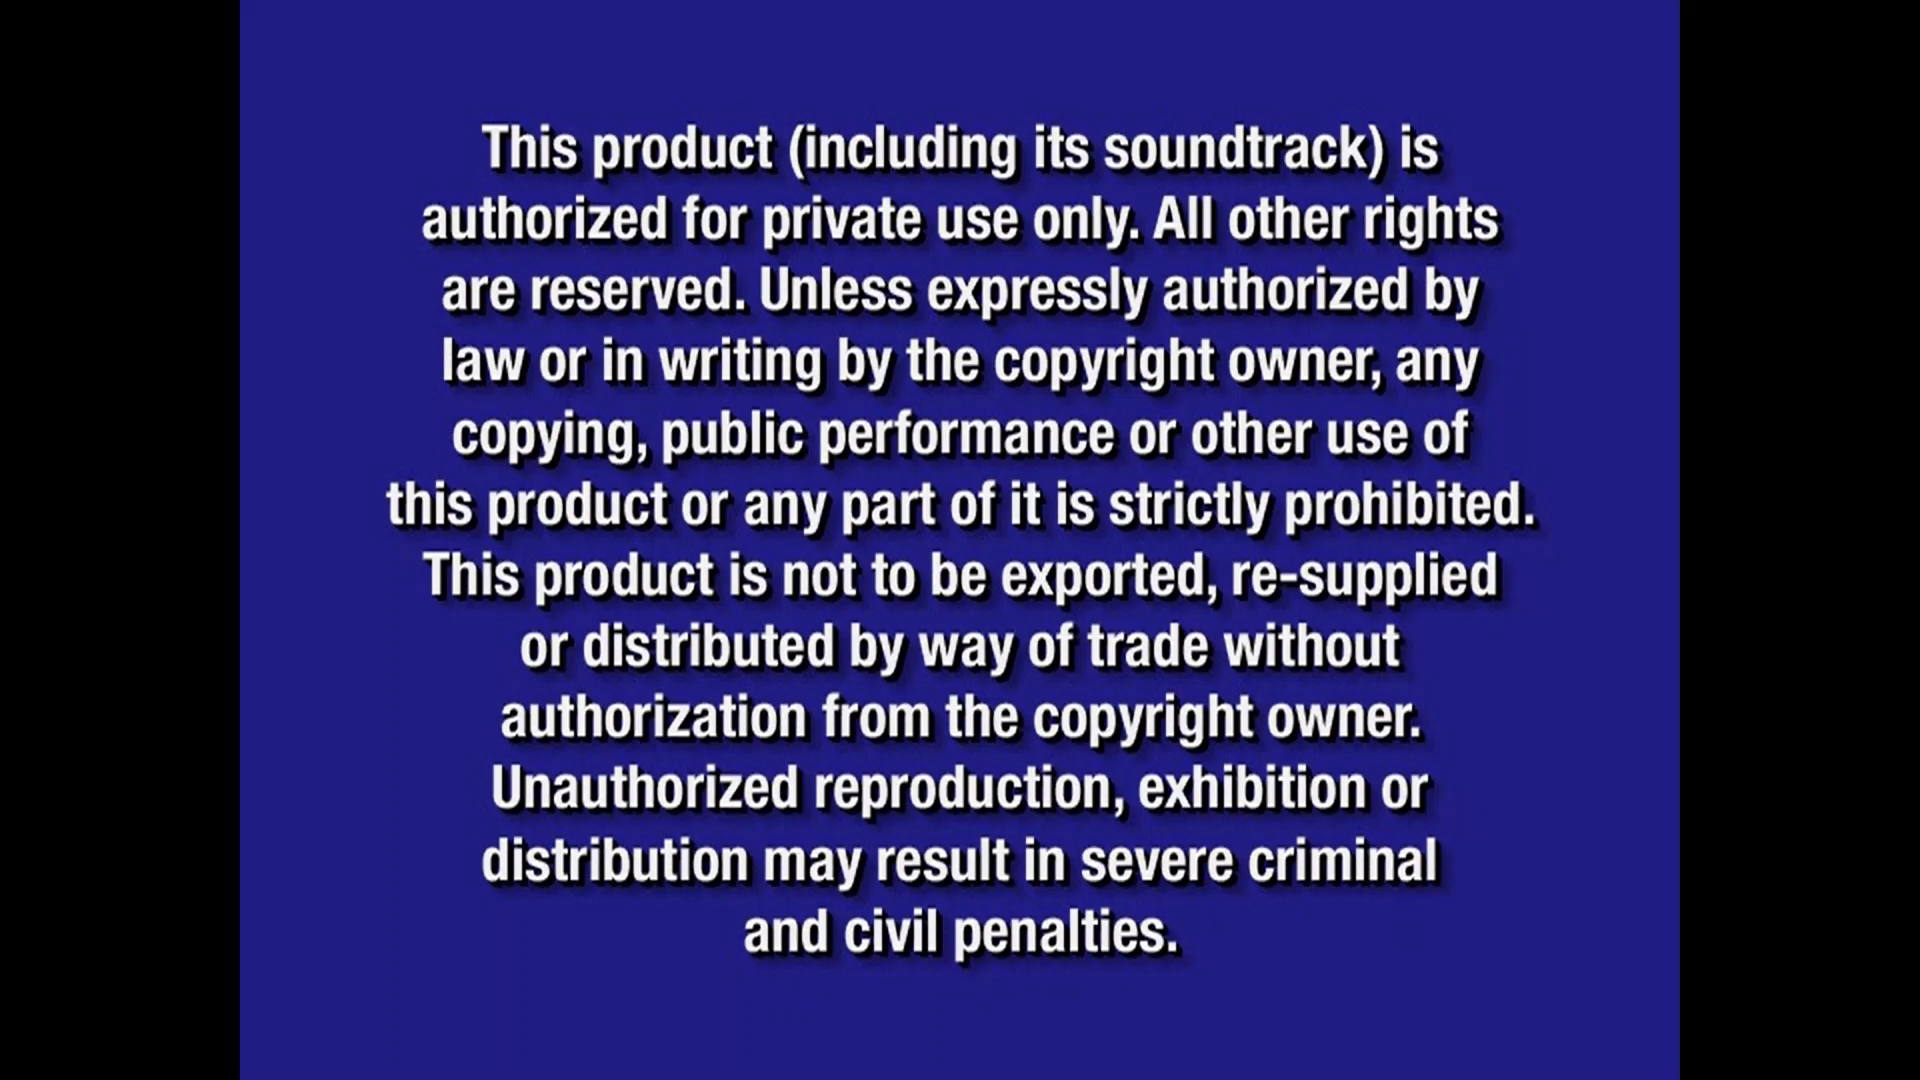 This product (including its soundtrack) is
authorized for private use only. All other rights
are reserved. Unless expressly authorized by
law or in writing by the copyright owner, any
copying, public performance or other use of
this product or any part of it is strictly prohibited.
This product is not to be exported, re-supplied
or distributed by way of trade without
authorization from the copyright owner.
Unauthorized reproduction, exhibition or
distribution may result in severe criminal
and civil penalties.